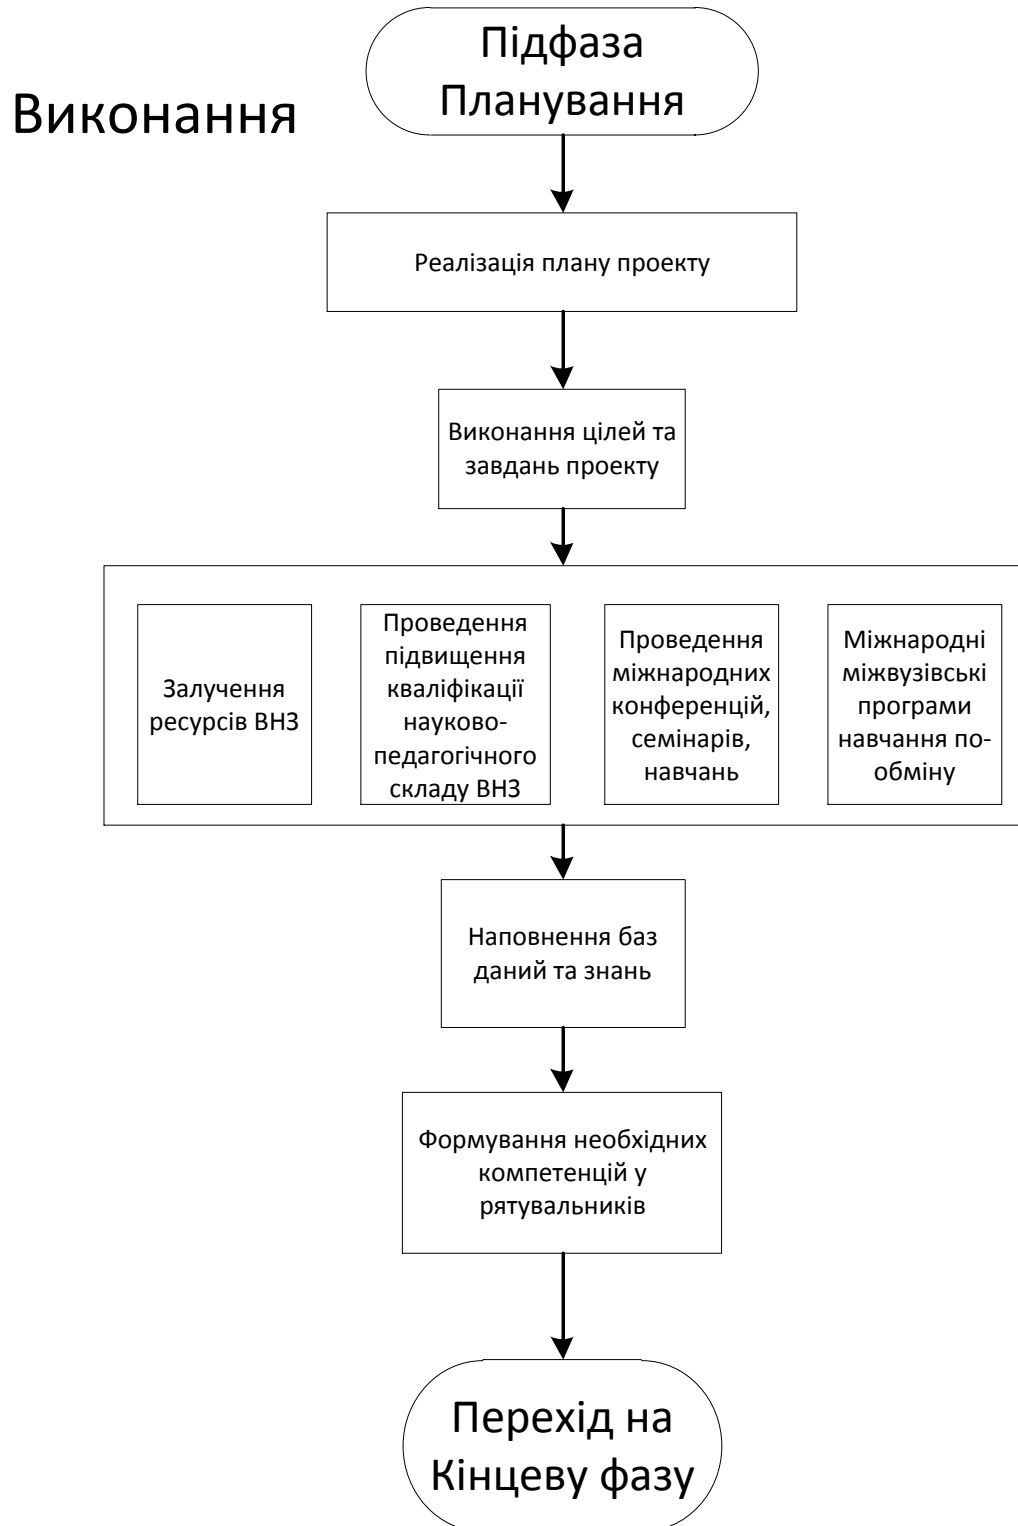 Підфаза
Планування
Виконання
Реалізація плану проекту
Виконання цілей та
завдань проекту
Залучення
ресурсів ВНЗ
Проведення
підвищення
кваліфікації
науково-
педагогічного
складу ВНЗ
Проведення
міжнародних
конференцій,
семінарів,
навчань
Міжнародні
міжвузівські
програми
навчання по-
обміну
Наповнення баз
даний та знань
Формування необхідних
компетенцій у
рятувальників
Перехід на
Кінцеву фазу